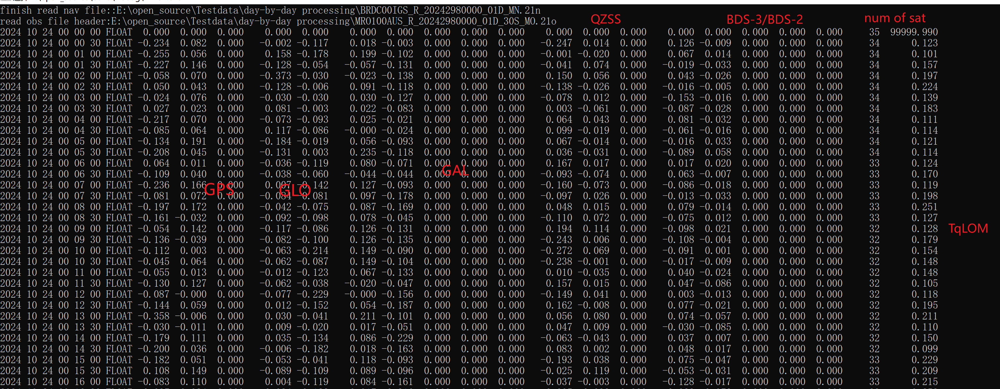 finish read nav file::E:\open_source\Testdata\day-by-day processing\BRDC00IGS_R_20242980000_01D_MN.21n
read obs file header:E:\open_source\Testdata\day-by-day processing\MRO100AUS_R_20242980000_01D_30S_MO.21o
QZSS BDS-3/BDS-2 num of sat
2024 10 24 00 00 00 FLOAT 0.000 0.000 0.000 0.000 0.000 0.000 0.000 0.000 0.000 0.000 0.000 0.000 0.000 0.000 0.000 0.000 0.000 0.000 35 99999.990
2024 10 24 00 00 30 FLOAT -0.234 0.082 0.000 -0.002 -0.117 0.018 -0.003 0.000 0.000 0.000 -0.247 0.014 0.000 0.126 -0.009 0.000 0.000 0.000 34 0.123
2024 10 24 00 01 00 FLOAT -0.255 0.056 0.000 0.158 -0.178 0.199 -0.102 0.000 0.000 0.000 -0.001 -0.020 0.000 0.067 0.014 0.000 0.000 0.000 34 0.101
2024 10 24 00 01 30 FLOAT -0.227 0.146 0.000 -0.128 -0.054 -0.057 -0.131 0.000 0.000 0.000 -0.041 0.074 0.000 -0.019 -0.033 0.000 0.000 0.000 34 0.157
2024 10 24 00 02 00 FLOAT -0.058 0.070 0.000 -0.373 -0.030 -0.023 -0.138 0.000 0.000 0.000 0.150 0.056 0.000 0.043 -0.026 0.000 0.000 0.000 34 0.197
2024 10 24 00 02 30 FLOAT 0.050 0.043 0.000 -0.128 -0.006 0.091 -0.118 0.000 0.000 0.000 -0.138 -0.026 0.000 -0.016 -0.005 0.000 0.000 0.000 34 0.224
2024 10 24 00 03 00 FLOAT -0.024 0.076 0.000 -0.030 -0.030 0.030 -0.127 0.000 0.000 0.000 -0.078 0.012 0.000 -0.153 -0.016 0.000 0.000 0.000 34 0.139
2024 10 24 00 03 30 FLOAT 0.027 0.023 0.000 0.081 -0.003 0.022 -0.083 0.000 0.000 0.000 0.003 -0.061 0.000 -0.087 -0.028 0.000 0.000 0.000 34 0.183
2024 10 24 00 04 00 FLOAT -0.217 0.070 0.000 -0.073 -0.093 0.025 -0.021 0.000 0.000 0.000 0.064 0.043 0.000 0.081 -0.032 0.000 0.000 0.000 34 0.111
2024 10 24 00 04 30 FLOAT -0.085 0.064 0.000 0.117 -0.086 -0.000 -0.024 0.000 0.000 0.000 0.099 -0.019 0.000 -0.061 -0.016 0.000 0.000 0.000 34 0.114
2024 10 24 00 05 00 FLOAT -0.134 0.191 0.000 -0.184 -0.019 0.056 -0.093 0.000 0.000 0.000 0.067 -0.014 0.000 -0.016 0.033 0.000 0.000 0.000 34 0.121
2024 10 24 00 05 30 FLOAT -0.208 0.045 0.000 -0.131 0.003 0.235 -0.118 0.000 0.000 0.000 0.036 -0.031 0.000 -0.089 0.058 0.000 0.000 0.000 34 0.114
2024 10 24 00 06 00 FLOAT 0.064 0.011 0.000 -0.036 -0.119 0.080 -0.071 0.000 0.000 0.000 0.167 0.017 0.000 0.017 0.020 0.000 0.000 0.000 33 0.124
GAL
2024 10 24 00 06 30 FLOAT -0.109 0.040 0.000 -0.038 -0.060 -0.044 -0.044 0.000 0.000 0.000 -0.093 -0.074 0.000 0.063 -0.007 0.000 0.000 0.000 33 0.170
2024 10 24 00 07 00 FLOAT -0.236 0.166 0.000 0.007 -0.142 0.127 -0.093 0.000 0.000 0.000 -0.160 -0.073 0.000 -0.086 -0.018 0.000 0.000 0.000 33 0.119
GPS GLO
2024 10 24 00 07 30 FLOAT -0.081 0.072 0.000 -0.084 -0.081 0.097 -0.178 0.000 0.000 0.000 -0.097 0.026 0.000 -0.013 -0.033 0.000 0.000 0.000 33 0.198
2024 10 24 00 08 00 FLOAT -0.197 0.172 0.000 -0.042 -0.075 0.087 -0.169 0.000 0.000 0.000 0.048 0.015 0.000 0.079 -0.014 0.000 0.000 0.000 33 0.251
2024 10 24 00 08 30 FLOAT -0.161 -0.032 0.000 -0.092 -0.098 0.078 -0.045 0.000 0.000 0.000 -0.110 0.072 0.000 -0.075 0.012 0.000 0.000 0.000 33 0.127
2024 10 24 00 09 00 FLOAT -0.054 0.142 0.000 -0.117 -0.086 0.126 -0.131 0.000 0.000 0.000 0.194 0.114 0.000 -0.098 0.021 0.000 0.000 0.000 32 0.128 TqLOM
2024 10 24 00 09 30 FLOAT -0.136 -0.039 0.000 -0.082 -0.100 0.126 -0.135 0.000 0.000 0.000 -0.243 0.006 0.000 -0.108 -0.004 0.000 0.000 0.000 32 0.179
2024 10 24 00 10 00 FLOAT -0.112 0.003 0.000 -0.063 -0.214 0.149 -0.090 0.000 0.000 0.000 -0.272 0.069 0.000 -0.091 0.001 0.000 0.000 0.000 32 0.154
2024 10 24 00 10 30 FLOAT -0.045 0.064 0.000 -0.062 -0.087 0.149 -0.104 0.000 0.000 0.000 -0.238 -0.001 0.000 -0.017 -0.009 0.000 0.000 0.000 32 0.148
2024 10 24 00 11 00 FLOAT -0.055 0.013 0.000 -0.012 -0.123 0.067 -0.133 0.000 0.000 0.000 0.010 -0.035 0.000 0.040 -0.024 0.000 0.000 0.000 32 0.148
2024 10 24 00 11 30 FLOAT -0.130 0.127 0.000 -0.062 -0.038 -0.020 -0.047 0.000 0.000 0.000 0.157 0.015 0.000 0.047 -0.086 0.000 0.000 0.000 32 0.105
2024 10 24 00 12 00 FLOAT -0.087 -0.000 0.000 -0.077 -0.229 -0.000 -0.156 0.000 0.000 0.000 -0.149 0.041 0.000 0.003 -0.013 0.000 0.000 0.000 32 0.118
2024 10 24 00 12 30 FLOAT -0.144 0.059 0.000 0.012 -0.152 0.054 -0.187 0.000 0.000 0.000 0.162 -0.008 0.000 0.077 -0.021 0.000 0.000 0.000 32 0.195
2024 10 24 00 13 00 FLOAT -0.358 -0.006 0.000 0.030 -0.041 0.211 -0.101 0.000 0.000 0.000 0.056 0.080 0.000 0.074 -0.057 0.000 0.000 0.000 32 0.211
2024 10 24 00 13 30 FLOAT -0.030 -0.011 0.000 0.009 -0.020 0.017 -0.051 0.000 0.000 0.000 0.047 0.009 0.000 -0.030 -0.085 0.000 0.000 0.000 32 0.110
2024 10 24 00 14 00 FLOAT -0.179 0.111 0.000 0.035 -0.134 0.086 -0.229 0.000 0.000 0.000 -0.063 -0.043 0.000 0.037 0.007 0.000 0.000 0.000 32 0.150
2024 10 24 00 14 30 FLOAT -0.200 0.036 0.000 -0.006 -0.182 0.018 -0.163 0.000 0.000 0.000 0.083 0.002 0.000 0.048 0.017 0.000 0.000 0.000 32 0.099
2024 10 24 00 15 00 FLOAT -0.182 0.051 0.000 -0.053 -0.041 0.118 -0.093 0.000 0.000 0.000 -0.193 0.038 0.000 0.075 -0.047 0.000 0.000 0.000 33 0.229
2024 10 24 00 15 30 FLOAT 0.108 0.149 0.000 -0.089 -0.109 0.089 -0.096 0.000 0.000 0.000 -0.025 0.119 0.000 -0.053 -0.031 0.000 0.000 0.000 33 0.209
2024 10 24 00 16 00 FLOAT -0.083 0.110 0.000 0.004 -0.119 0.084 -0.161 0.000 0.000 0.000 -0.037 -0.003 0.000 -0.128 -0.017 0.000 0.000 0.000 33 0.215